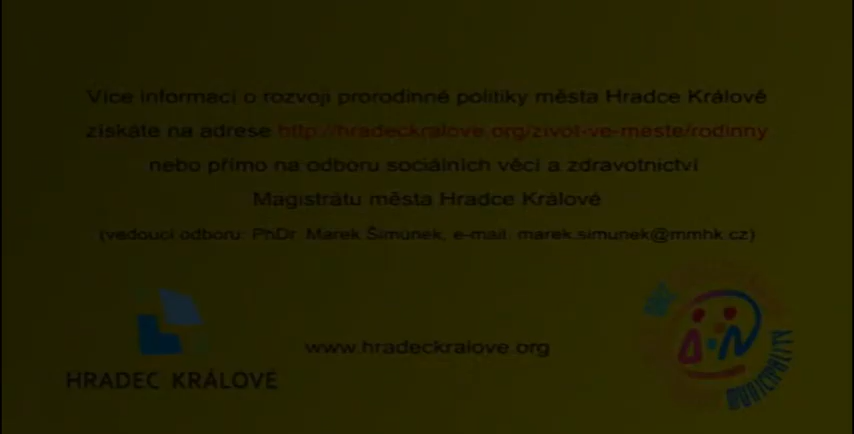 Více informací o rozvoji prorodinné politiky města Hradce Králové
získáte na adrese http://hradeckralove.org/zivot-ve-meste/rodinny
nebo přímo na odboru sociálních věcí a zdravotnictví
Magistrátu města Hradce Králové
(vedoucí odboru: PhDr. Marek Šimůnek, e-mail: marek.simunek@mmhk.cz)
www.hradeckralove.org
HRADEC KRÁLOVÉ
MUNICIPALITY